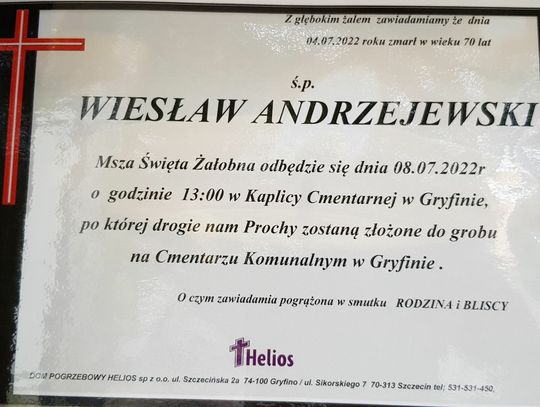 Z głębokim żalem zawiadamiamy że dnia
04.07.2022 roku zmarł w wieku 70 lat
ś.p.
WIESŁAW ANDRZEJEWSKI
Msza Święta Żałobna odbędzie się dnia 08.07.2022r
o godzinie 13:00 w Kaplicy Cmentarnej w Gryfinie,
po której drogie nam Prochy zostaną złożone do grobu
na Cmentarzu Komunalnym w Gryfinie .
O czym zawiadamia pogrążona w smutku RODZINA i BLISCY
Helios
DOM POGRZEBOWY HELIOS sp z o.o. ul. Szczecińska 2a 74-100 Gryfino / ul. Sikorskiego 7 70-313 Szczecin tel; 531-531-450,